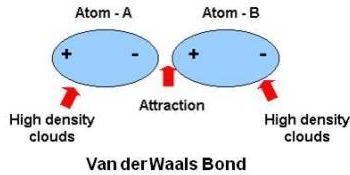 Atom - A Atom - B
+ - + -
Attraction
High density
clouds
High density
clouds
Van der Waals Bond